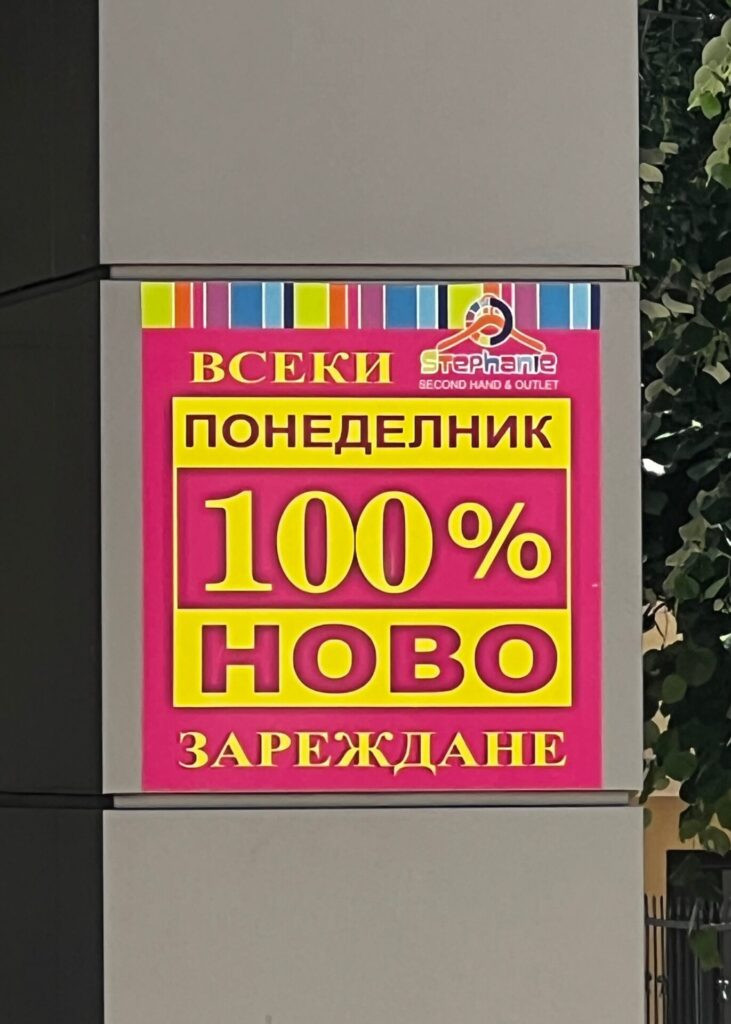 ВСЕКИ
Stephanie
SECOND HAND & OUTLET
ПОНЕДЕЛНИК
100%
НОВО
ЗАРЕЖДАНЕ